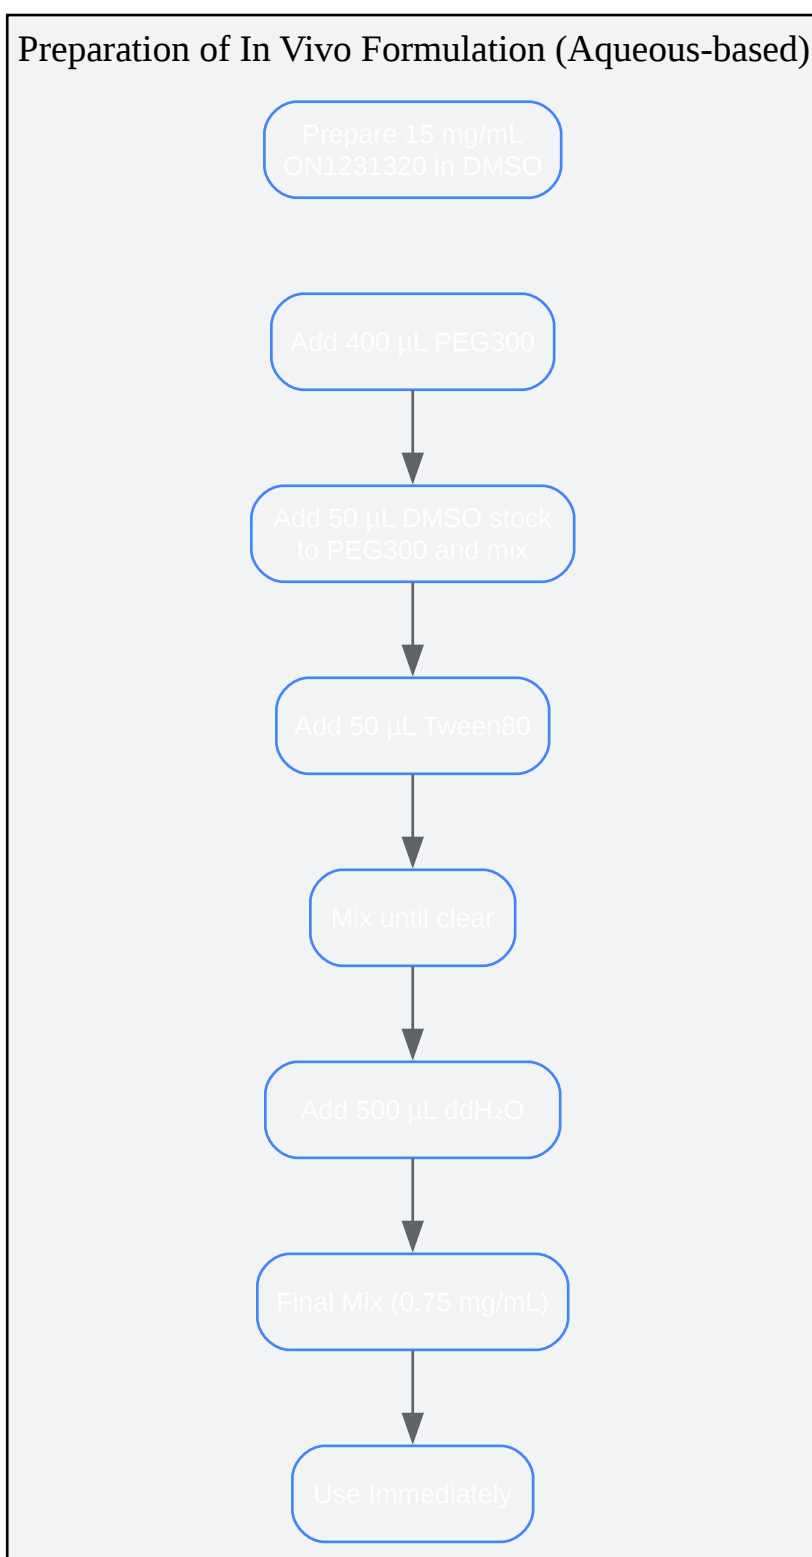 Preparation of In Vivo Formulation (Aqueous-based)
Prepare 15 mg/mL
ON1231320 in DMSO
Add 400 µL PEG300
Add 50 µL DMSO stock
to PEG300 and mix
Add 50 µL Tween80
Mix until clear
Add 500 µL ddH₂O
Final Mix (0.75 mg/mL)
Use Immediately